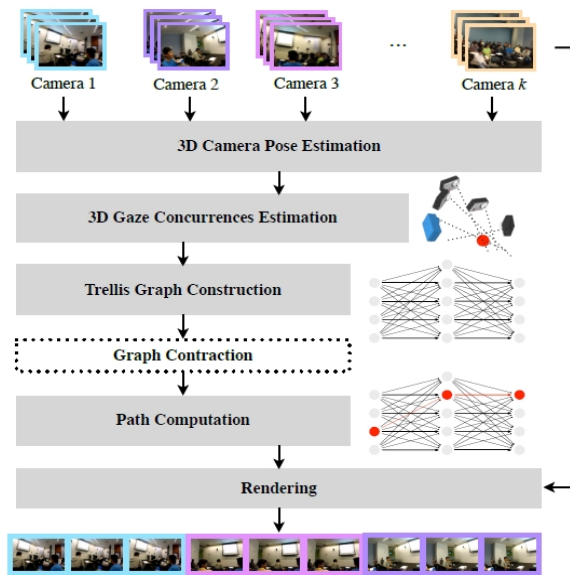 ...
Camera 1
Camera 2
Camera 3
Camera k
3D Camera Pose Estimation
3D Gaze Concurrences Estimation
Trellis Graph Construction
Graph Contraction
Path Computation
Rendering